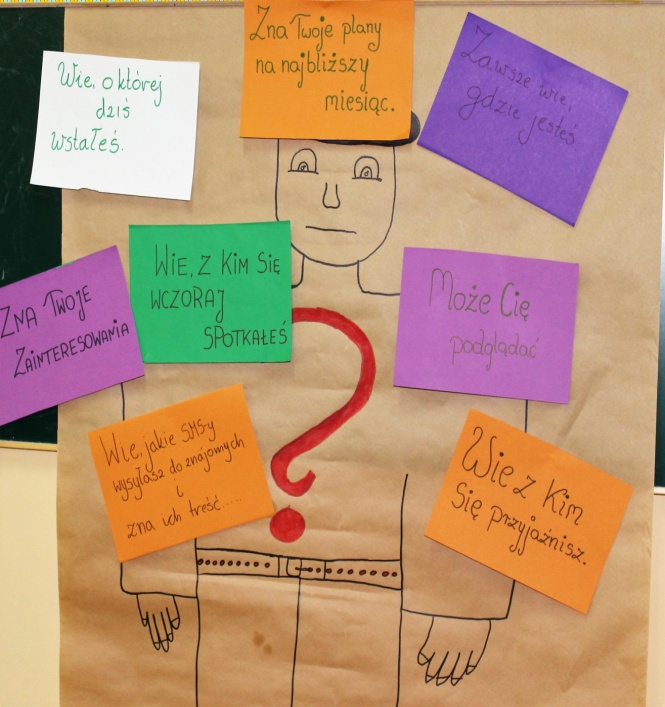 Zna Twoje plany
na najbliższy
miesiąc.
Wie, o której
dziś
wstałeś.
Zawsze wie,
gdzie jesteś
WIE, Z KIM SIĘ
WCZORAJ
SPOTKAŁEŚ
ZNA TWOJE
ZAINTERESOWANIA
Może Cię
podglądać
?
Wie, jakie SMS-y
wysyłasz do znajomych
i
zna ich treść.....
Wie z kim
się przyjaźnisz.